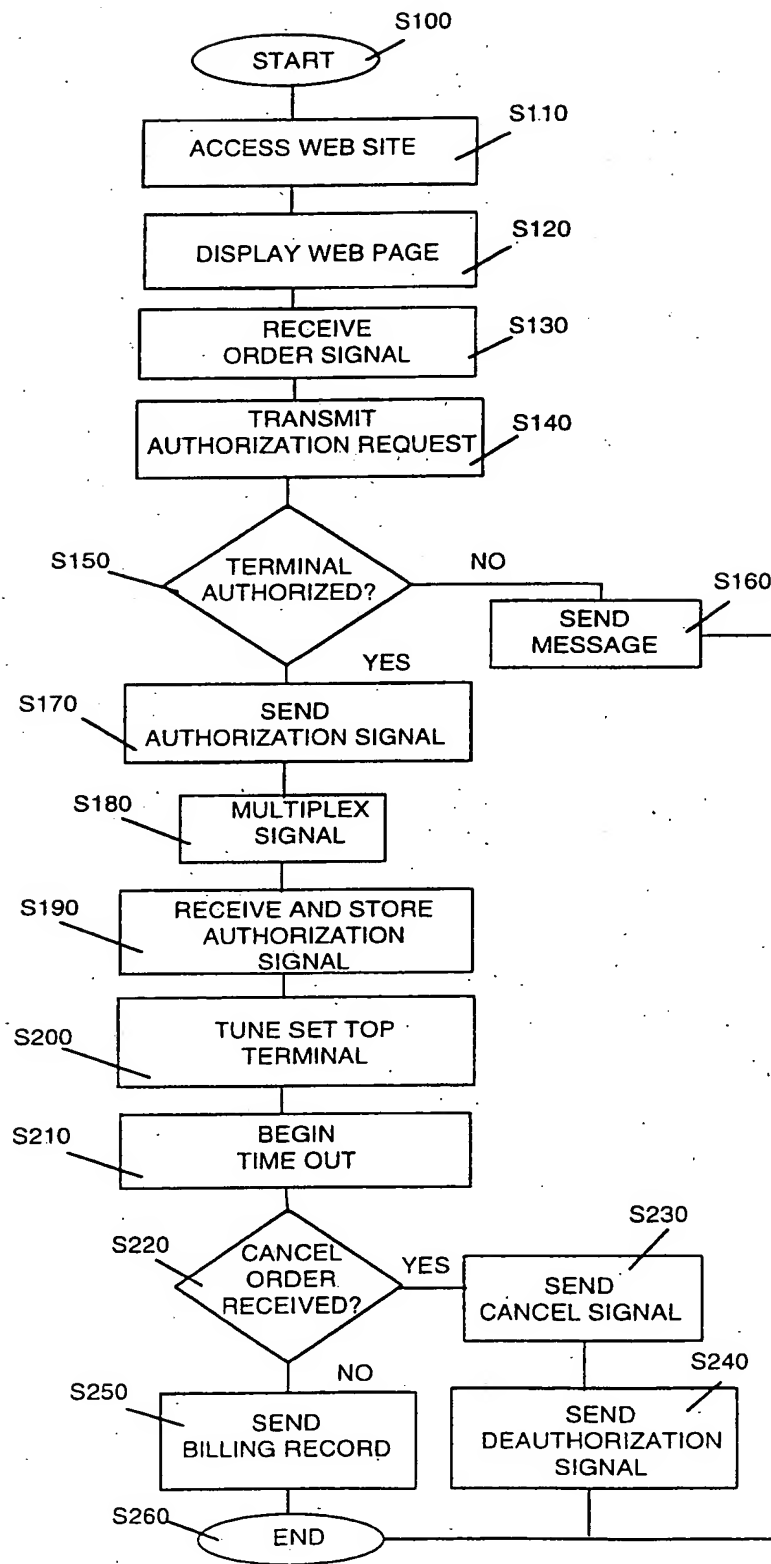 S100
START
S110
ACCESS WEB SITE
S120
DISPLAY WEB PAGE
S130
RECEIVE
ORDER SIGNAL
S140
TRANSMIT
AUTHORIZATION REQUEST
S150
TERMINAL
AUTHORIZED?
NO
S160
SEND
MESSAGE
YES
S170
SEND
AUTHORIZATION SIGNAL
S180
MULTIPLEX
SIGNAL
S190
RECEIVE AND STORE
AUTHORIZATION
SIGNAL
S200
TUNE SET TOP
TERMINAL
S210
BEGIN
TIME OUT
S220
CANCEL
ORDER
RECEIVED?
YES
S230
SEND
CANCEL SIGNAL
NO
S240
SEND
DEAUTHORIZATION
SIGNAL
S250
SEND
BILLING RECORD
S260
END